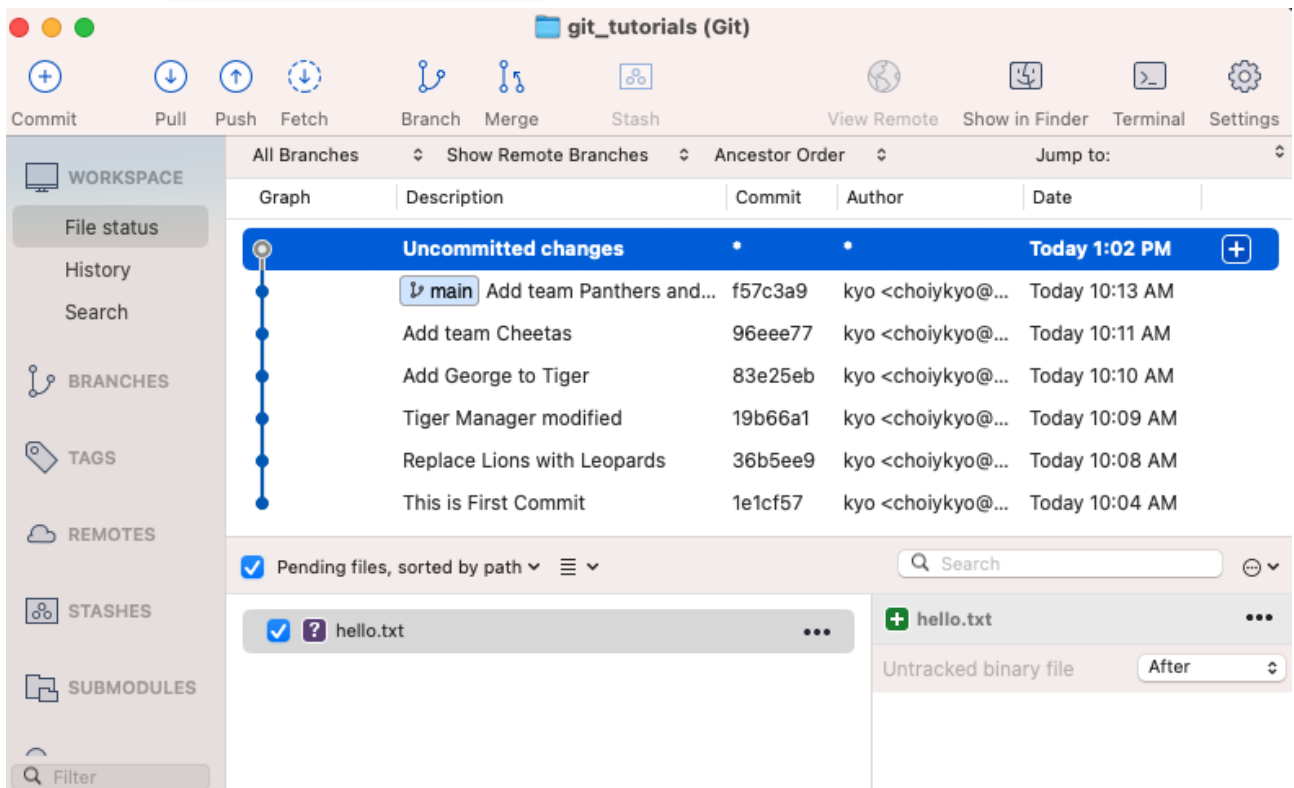 git_tutorials (Git)
Commit Pull Push Fetch Branch Merge Stash View Remote Show in Finder Terminal Settings
WORKSPACE
File status
History
Search
BRANCHES
TAGS
REMOTES
STASHES
SUBMODULES
Filter
All Branches Show Remote Branches Ancestor Order Jump to:
Graph Description Commit Author Date
Uncommitted changes * * Today 1:02 PM
main Add team Panthers and... f57c3a9 kyo <choiykyo@... Today 10:13 AM
Add team Cheetas 96eee77 kyo <choiykyo@... Today 10:11 AM
Add George to Tiger 83e25eb kyo <choiykyo@... Today 10:10 AM
Tiger Manager modified 19b66a1 kyo <choiykyo@... Today 10:09 AM
Replace Lions with Leopards 36b5ee9 kyo <choiykyo@... Today 10:08 AM
This is First Commit 1e1cf57 kyo <choiykyo@... Today 10:04 AM
Pending files, sorted by path Search
? hello.txt
hello.txt
Untracked binary file After